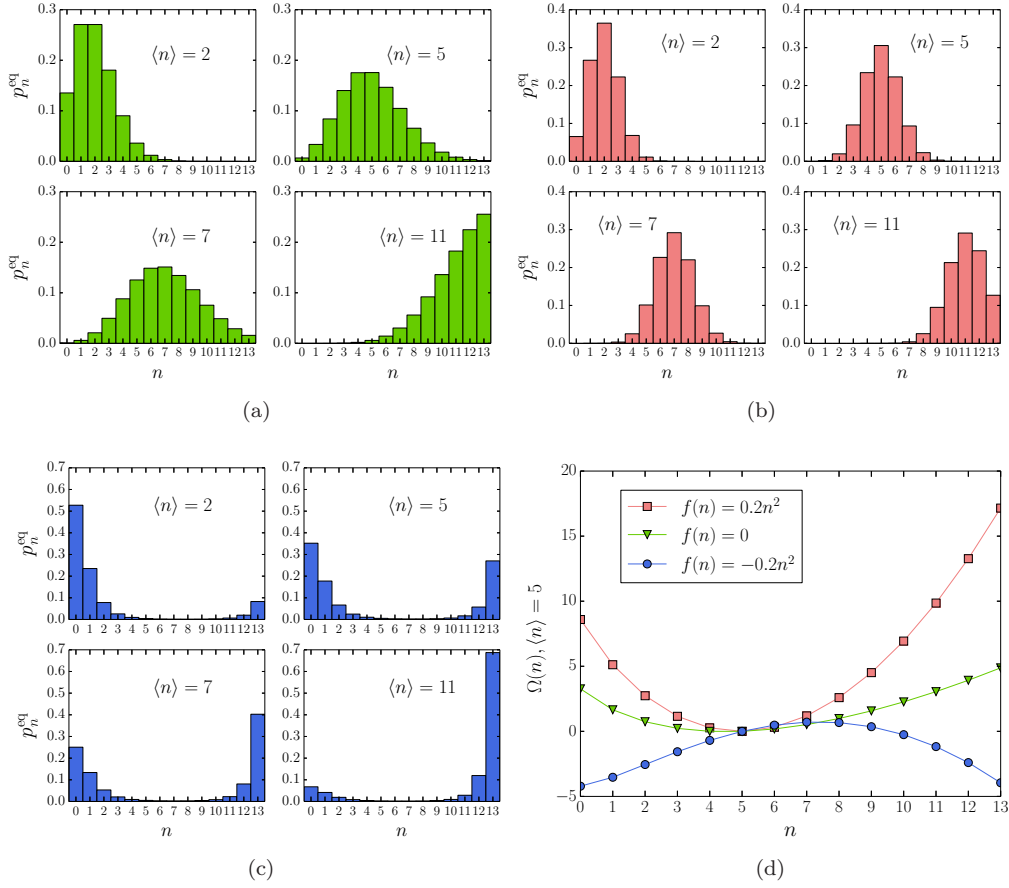 0.3
0.2
0.1
0.0
p_n^eq
⟨n⟩ = 2
0 1 2 3 4 5 6 7 8 9 10 11 12 13
0.3
0.2
0.1
0.0
⟨n⟩ = 5
0 1 2 3 4 5 6 7 8 9 10 11 12 13
0.3
0.2
0.1
0.0
p_n^eq
⟨n⟩ = 7
0 1 2 3 4 5 6 7 8 9 10 11 12 13
n
0.3
0.2
0.1
0.0
⟨n⟩ = 11
0 1 2 3 4 5 6 7 8 9 10 11 12 13
n
(a)
0.4
0.3
0.2
0.1
0.0
p_n^eq
⟨n⟩ = 2
0 1 2 3 4 5 6 7 8 9 10 11 12 13
0.4
0.3
0.2
0.1
0.0
⟨n⟩ = 5
0 1 2 3 4 5 6 7 8 9 10 11 12 13
0.4
0.3
0.2
0.1
0.0
p_n^eq
⟨n⟩ = 7
0 1 2 3 4 5 6 7 8 9 10 11 12 13
n
0.4
0.3
0.2
0.1
0.0
⟨n⟩ = 11
0 1 2 3 4 5 6 7 8 9 10 11 12 13
n
(b)
0.7
0.6
0.5
0.4
0.3
0.2
0.1
0.0
p_n^eq
⟨n⟩ = 2
0 1 2 3 4 5 6 7 8 9 10 11 12 13
0.7
0.6
0.5
0.4
0.3
0.2
0.1
0.0
⟨n⟩ = 5
0 1 2 3 4 5 6 7 8 9 10 11 12 13
0.7
0.6
0.5
0.4
0.3
0.2
0.1
0.0
p_n^eq
⟨n⟩ = 7
0 1 2 3 4 5 6 7 8 9 10 11 12 13
n
0.7
0.6
0.5
0.4
0.3
0.2
0.1
0.0
⟨n⟩ = 11
0 1 2 3 4 5 6 7 8 9 10 11 12 13
n
(c)
20
15
10
5
0
−5
Ω(n), ⟨n⟩ = 5
f(n) = 0.2n²
f(n) = 0
f(n) = −0.2n²
0 1 2 3 4 5 6 7 8 9 10 11 12 13
n
(d)